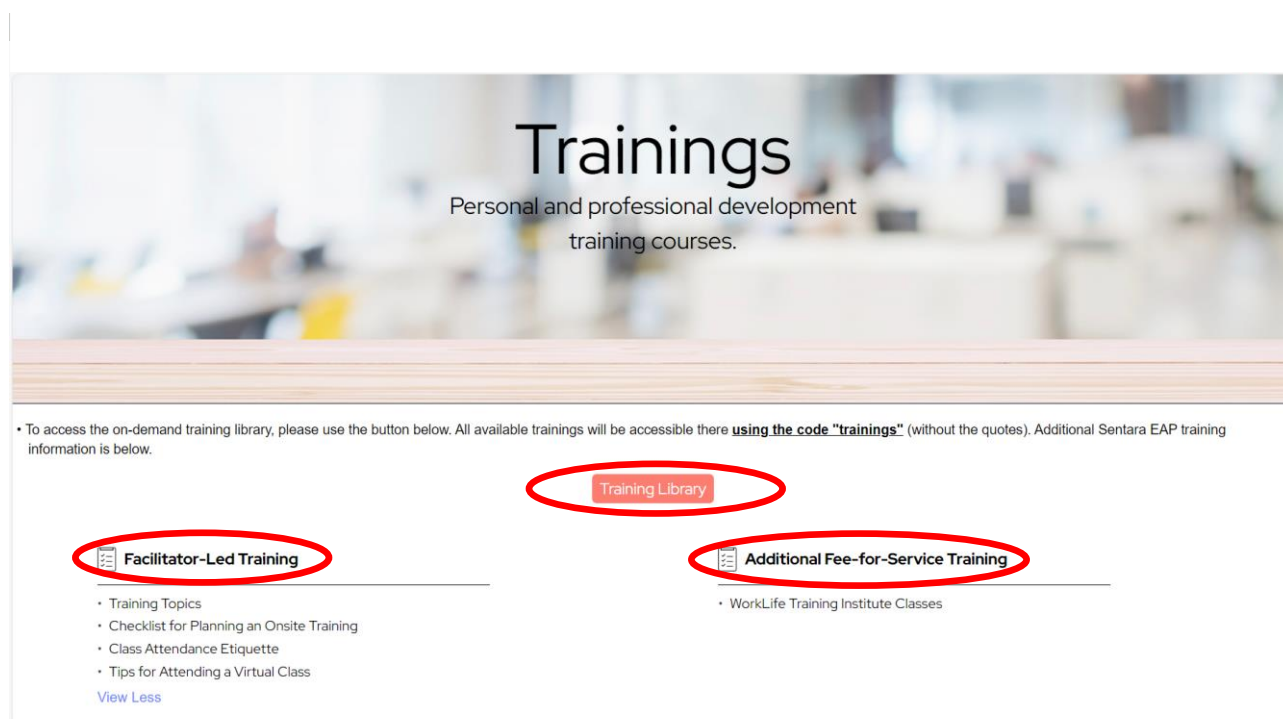 Trainings
Personal and professional development
training courses.
• To access the on-demand training library, please use the button below. All available trainings will be accessible there using the code "trainings" (without the quotes). Additional Sentara EAP training
information is below.
Training Library
Facilitator-Led Training
• Training Topics
• Checklist for Planning an Onsite Training
• Class Attendance Etiquette
• Tips for Attending a Virtual Class
View Less
Additional Fee-for-Service Training
• WorkLife Training Institute Classes